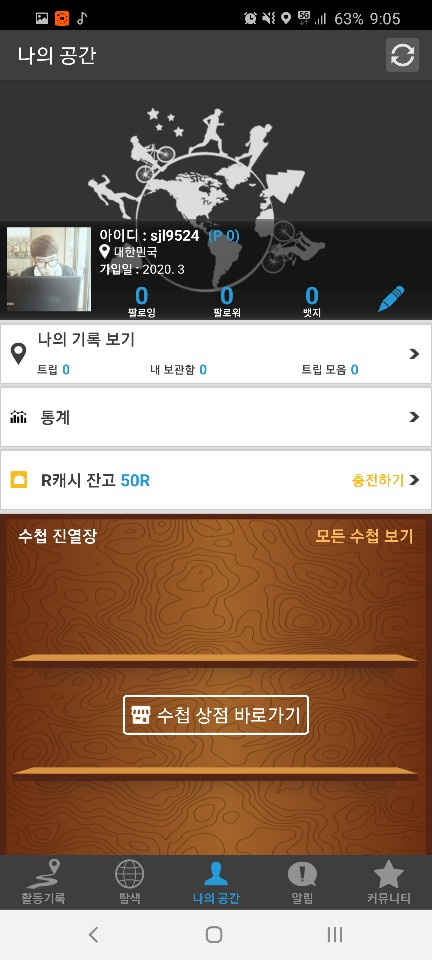 63% 9:05
나의 공간
아이디 : sjl9524 (P 0)
대한민국
가입일 : 2020. 3
0 0 0
팔로잉 팔로워 뱃지
나의 기록 보기
트립 0 내 보관함 0 트립 모음 0
통계
R캐시 잔고 50R 충전하기
수첩 진열장 모든 수첩 보기
수첩 상점 바로가기
활동기록 탐색 나의 공간 알림 커뮤니티